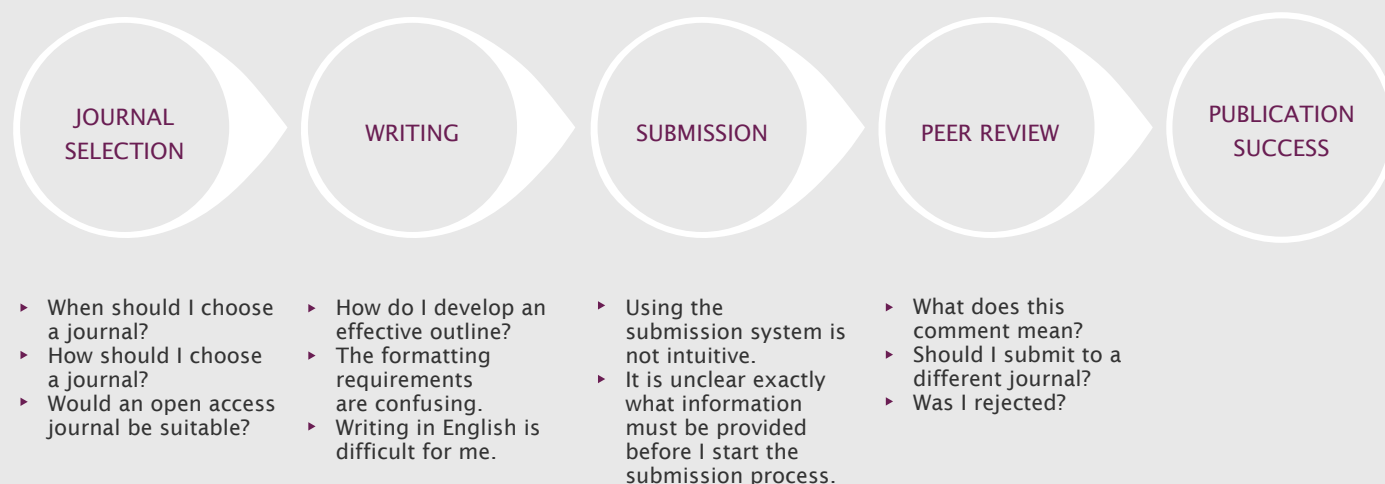 JOURNAL
SELECTION
WRITING
SUBMISSION
PEER REVIEW
PUBLICATION
SUCCESS
▸ When should I choose
a journal?
▸ How should I choose
a journal?
▸ Would an open access
journal be suitable?
▸ How do I develop an
effective outline?
▸ The formatting
requirements
are confusing.
▸ Writing in English is
difficult for me.
▸ Using the
submission system is
not intuitive.
▸ It is unclear exactly
what information
must be provided
before I start the
submission process.
▸ What does this
comment mean?
▸ Should I submit to a
different journal?
▸ Was I rejected?